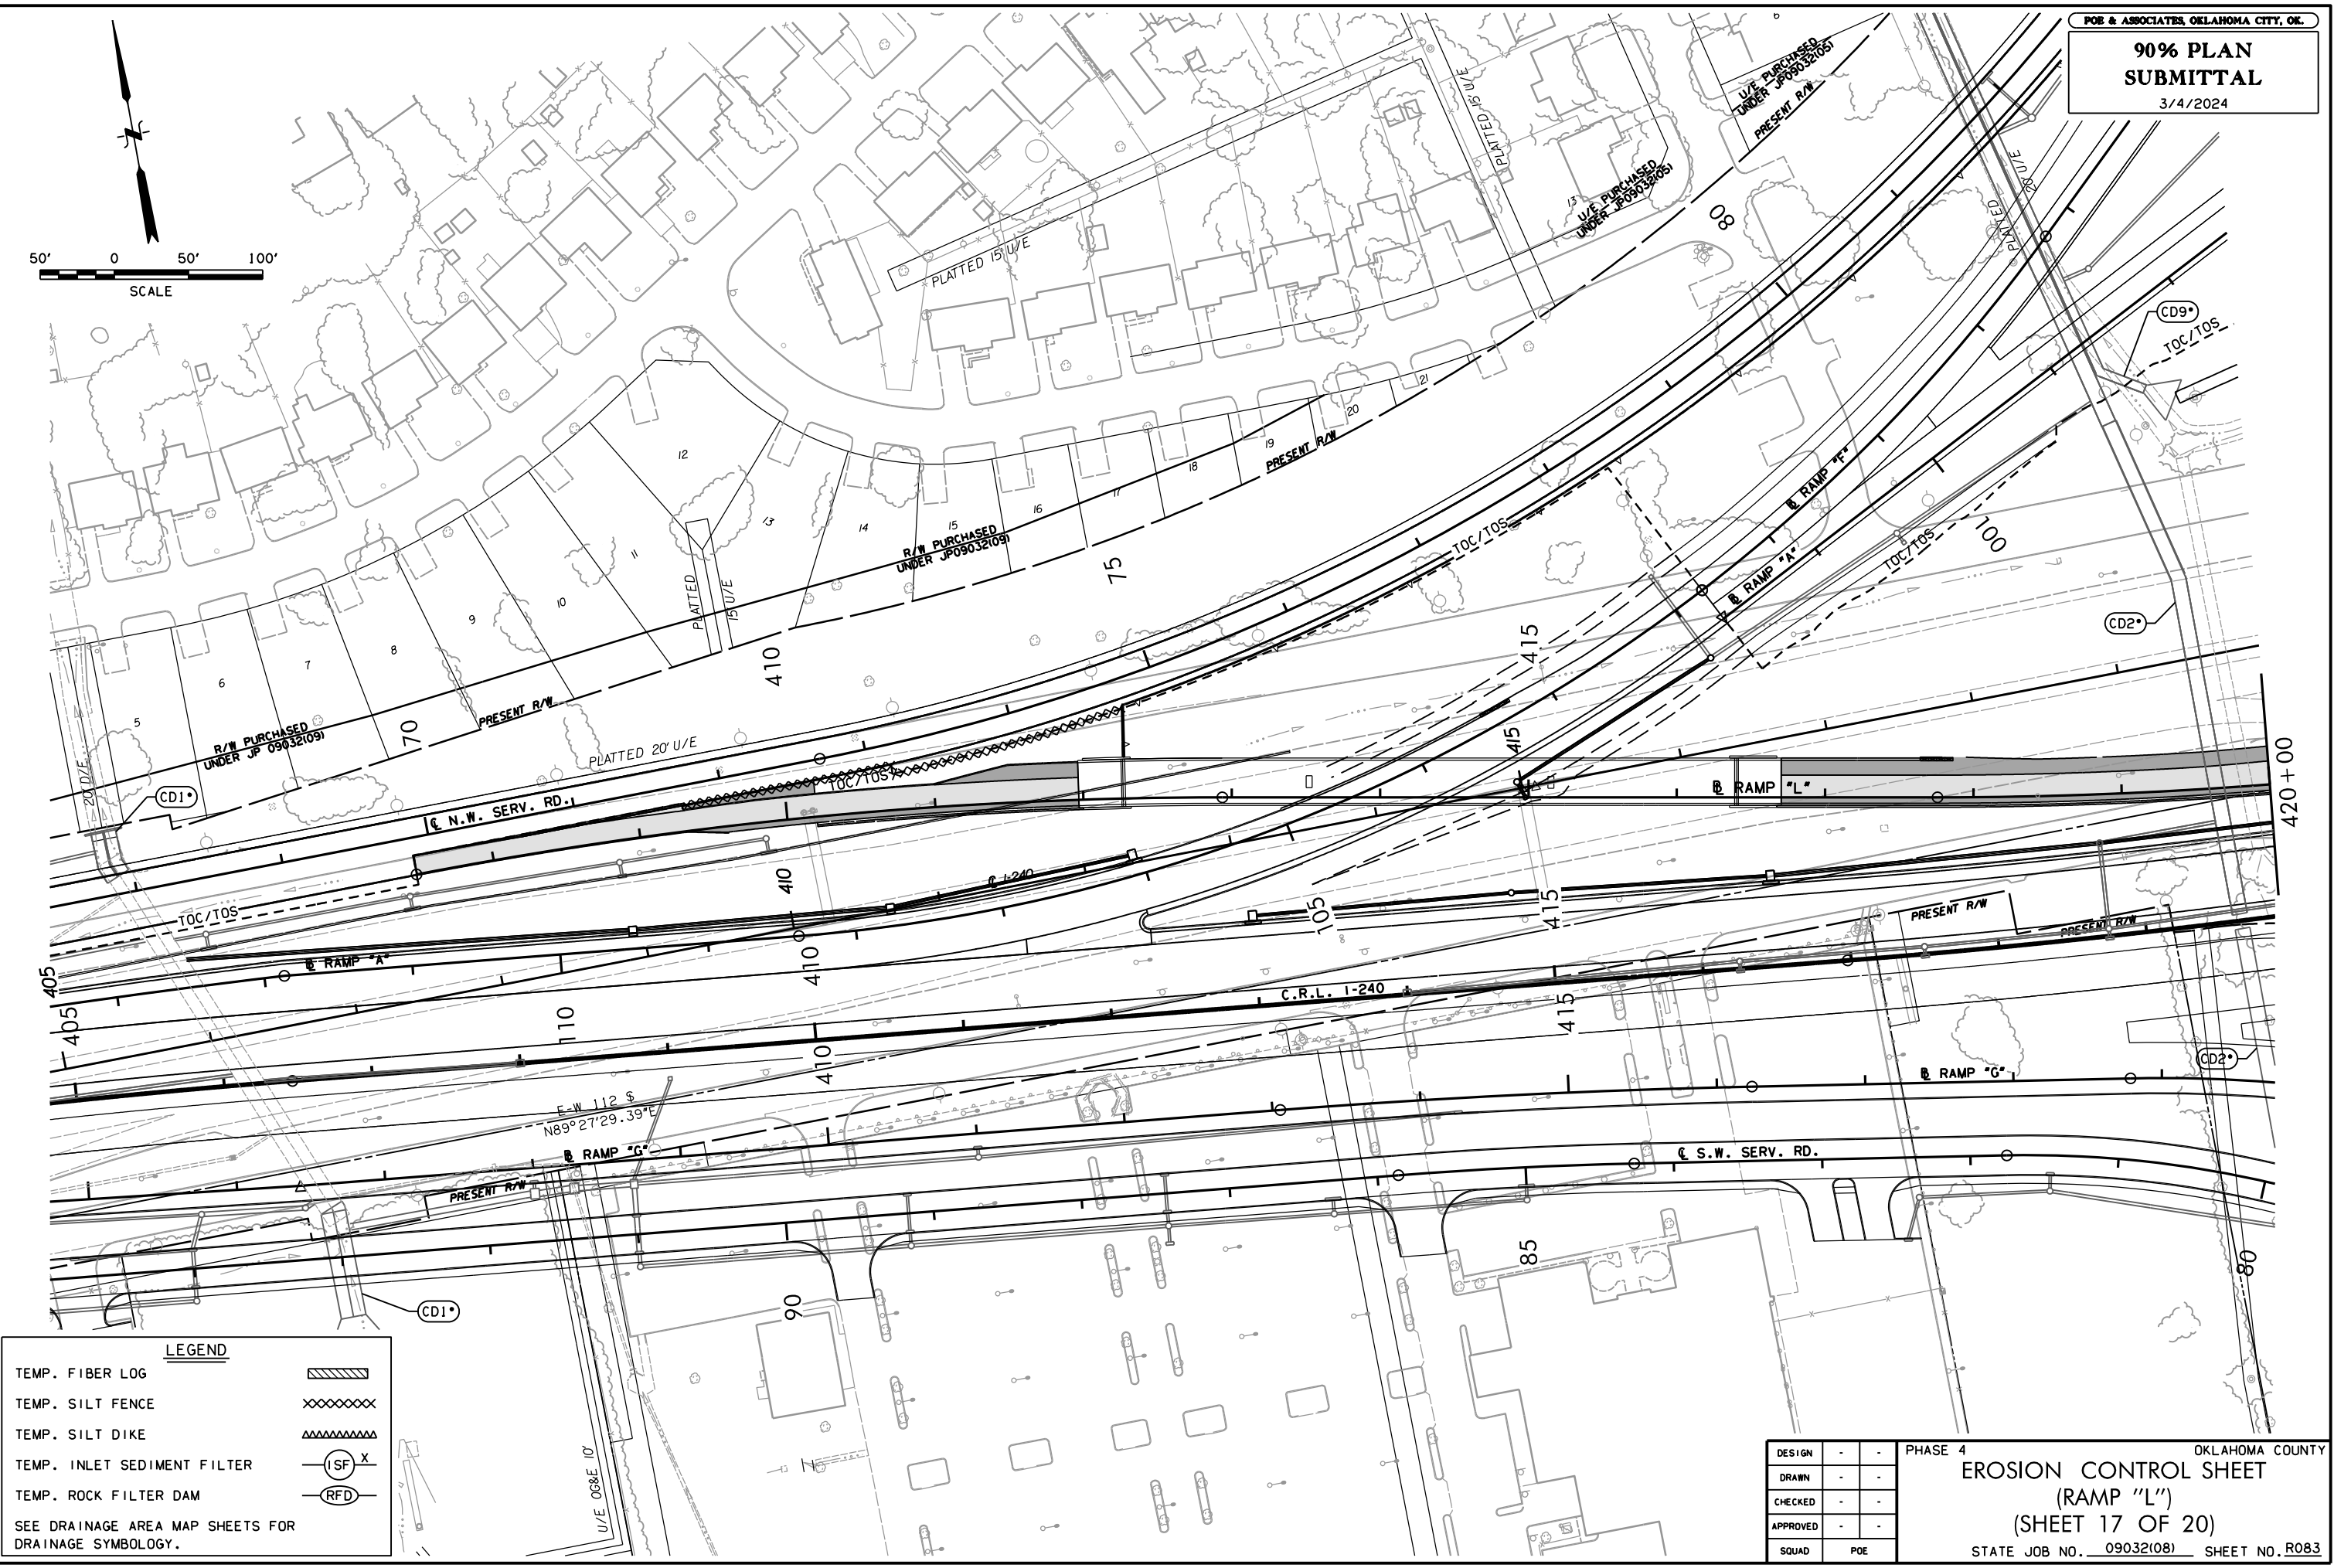 POE & ASSOCIATES, OKLAHOMA CITY, OK.
90% PLAN
SUBMITTAL
3/4/2024
N
50' 0 50' 100'
SCALE
6
U/E PURCHASED
UNDER JP09032(05)
PRESENT R/W
PLATTED 15' U/E
PLATTED 20' U/E
13
U/E PURCHASED
UNDER JP09032(05)
80
PLATTED 15' U/E
CD9*
TOC/TOS
21
20
19
18
17
16
15
14
13
12
11
10
9
8
7
6
5
PRESENT R/W
R/W PURCHASED
UNDER JP09032(09)
75
TOC/TOS
℄ RAMP "F"
℄ RAMP "A"
TOC/TOS
100
CD2*
PLATTED
15' U/E
410
415
PRESENT R/W
R/W PURCHASED
UNDER JP 09032(09)
70
PLATTED 20' U/E
20' D/E
CD1*
TOC/TOS
℄ N.W. SERV. RD.
415
℄ RAMP "L"
420+00
TOC/TOS
410
℄ I-240
105
415
PRESENT R/W
PRESENT R/W
405
℄ RAMP "A"
410
405
110
C.R.L. I-240
415
410
CD2*
℄ RAMP "G"
E-W 112 S
N89°27'29.39"E
℄ RAMP "G"
℄ S.W. SERV. RD.
PRESENT R/W
85
80
90
CD1*
U/E OG&E 10'
LEGEND
TEMP. FIBER LOG
TEMP. SILT FENCE
TEMP. SILT DIKE
TEMP. INLET SEDIMENT FILTER ISF X
TEMP. ROCK FILTER DAM RFD
SEE DRAINAGE AREA MAP SHEETS FOR
DRAINAGE SYMBOLOGY.
DESIGN - -
DRAWN - -
CHECKED - -
APPROVED - -
SQUAD POE
PHASE 4 OKLAHOMA COUNTY
EROSION CONTROL SHEET
(RAMP "L")
(SHEET 17 OF 20)
STATE JOB NO. 09032(08) SHEET NO. R083